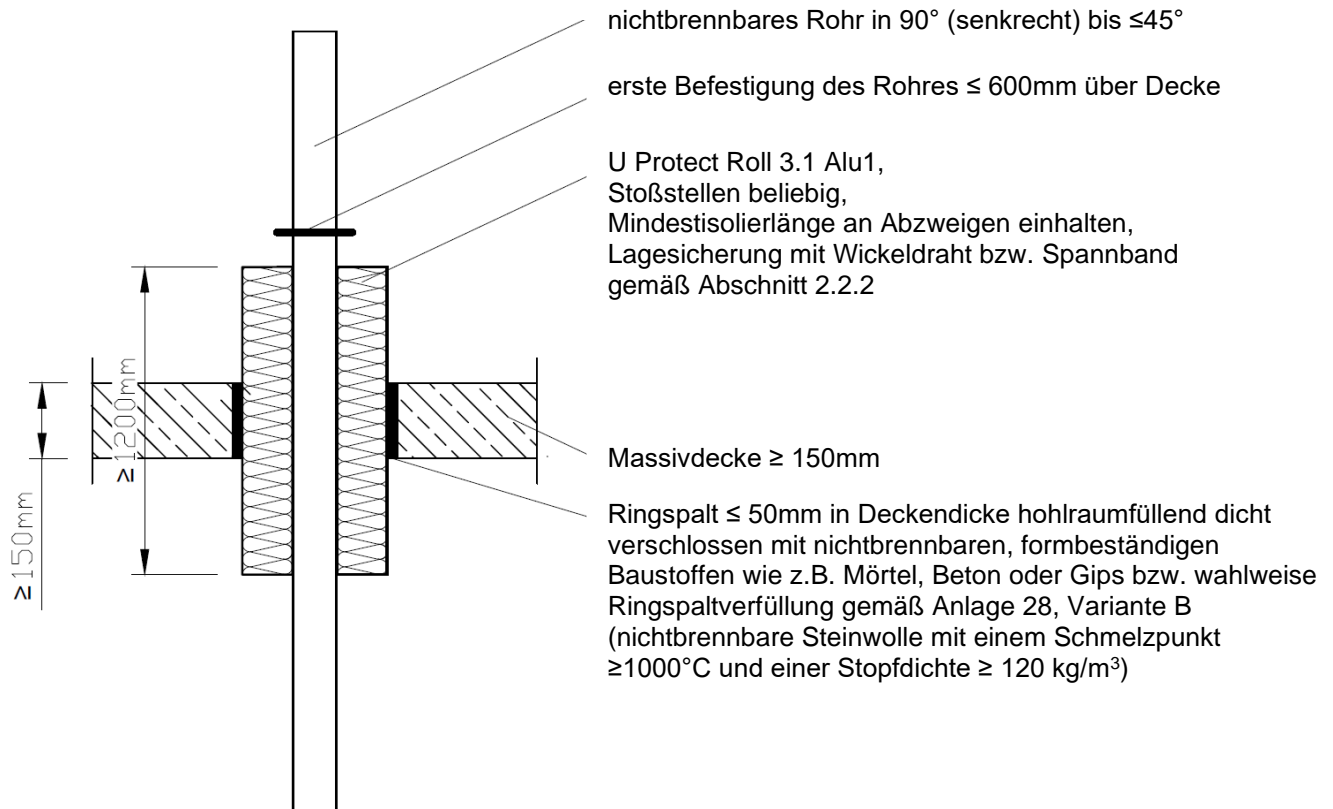 nichtbrennbares Rohr in 90° (senkrecht) bis ≤45°
erste Befestigung des Rohres ≤ 600mm über Decke
U Protect Roll 3.1 Alu1,
Stoßstellen beliebig,
Mindestisolierlänge an Abzweigen einhalten,
Lagesicherung mit Wickeldraht bzw. Spannband
gemäß Abschnitt 2.2.2
≥1200mm
≥150mm
Massivdecke ≥ 150mm
Ringspalt ≤ 50mm in Deckendicke hohlraumfüllend dicht
verschlossen mit nichtbrennbaren, formbeständigen
Baustoffen wie z.B. Mörtel, Beton oder Gips bzw. wahlweise
Ringspaltverfüllung gemäß Anlage 28, Variante B
(nichtbrennbare Steinwolle mit einem Schmelzpunkt
≥1000°C und einer Stopfdichte ≥ 120 kg/m³)